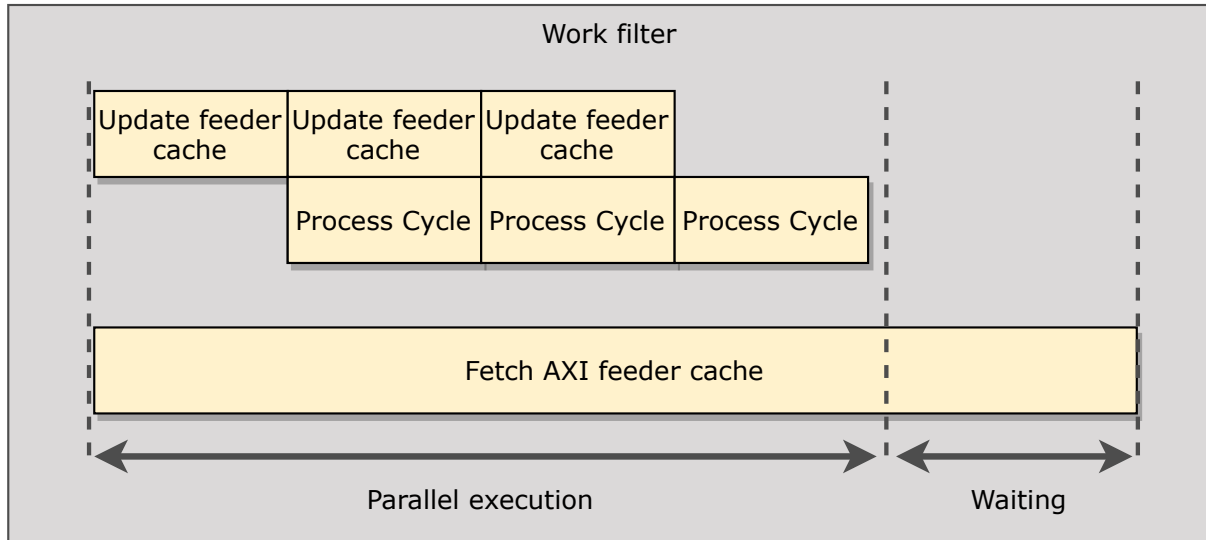 Work filter
Update feeder
cache
Update feeder
cache
Update feeder
cache
Process Cycle
Process Cycle
Process Cycle
Fetch AXI feeder cache
Parallel execution
Waiting